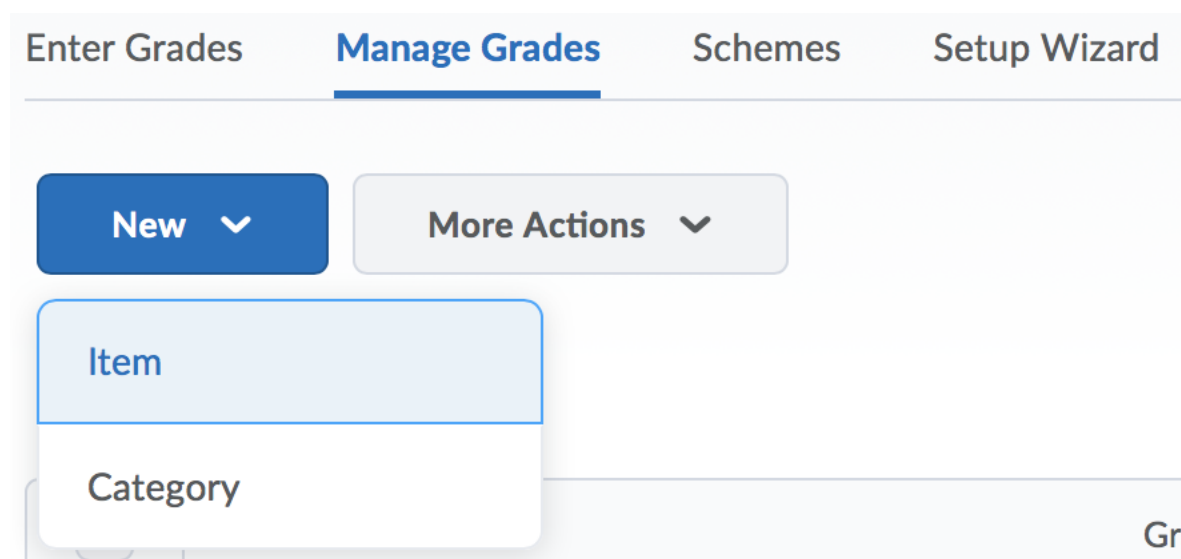 Enter Grades Manage Grades Schemes Setup Wizard
New More Actions
Item
Category